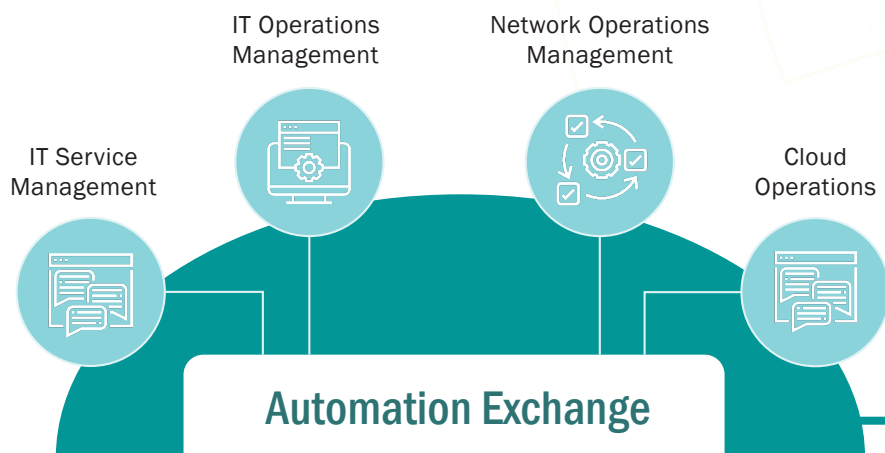 IT Operations
Management
Network Operations
Management
IT Service
Management
Cloud
Operations
Automation Exchange